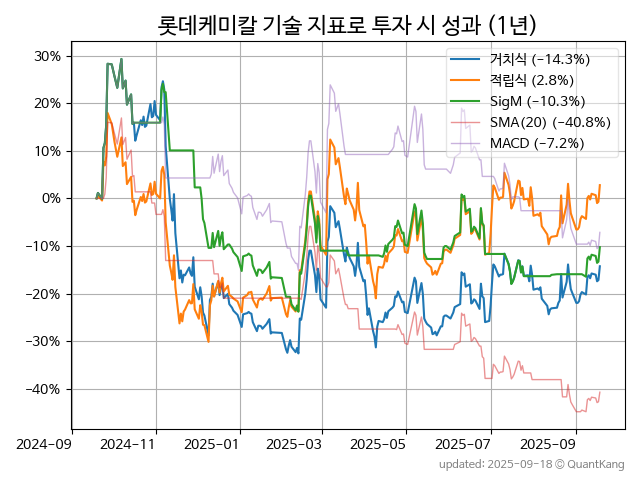 롯데케미칼 기술 지표로 투자 시 성과 (1년)
30%
20%
10%
0%
−10%
−20%
−30%
−40%
거치식 (−14.3%)
적립식 (2.8%)
SigM (−10.3%)
SMA(20) (−40.8%)
MACD (−7.2%)
2024-09 2024-11 2025-01 2025-03 2025-05 2025-07 2025-09
updated: 2025-09-18 © QuantKang